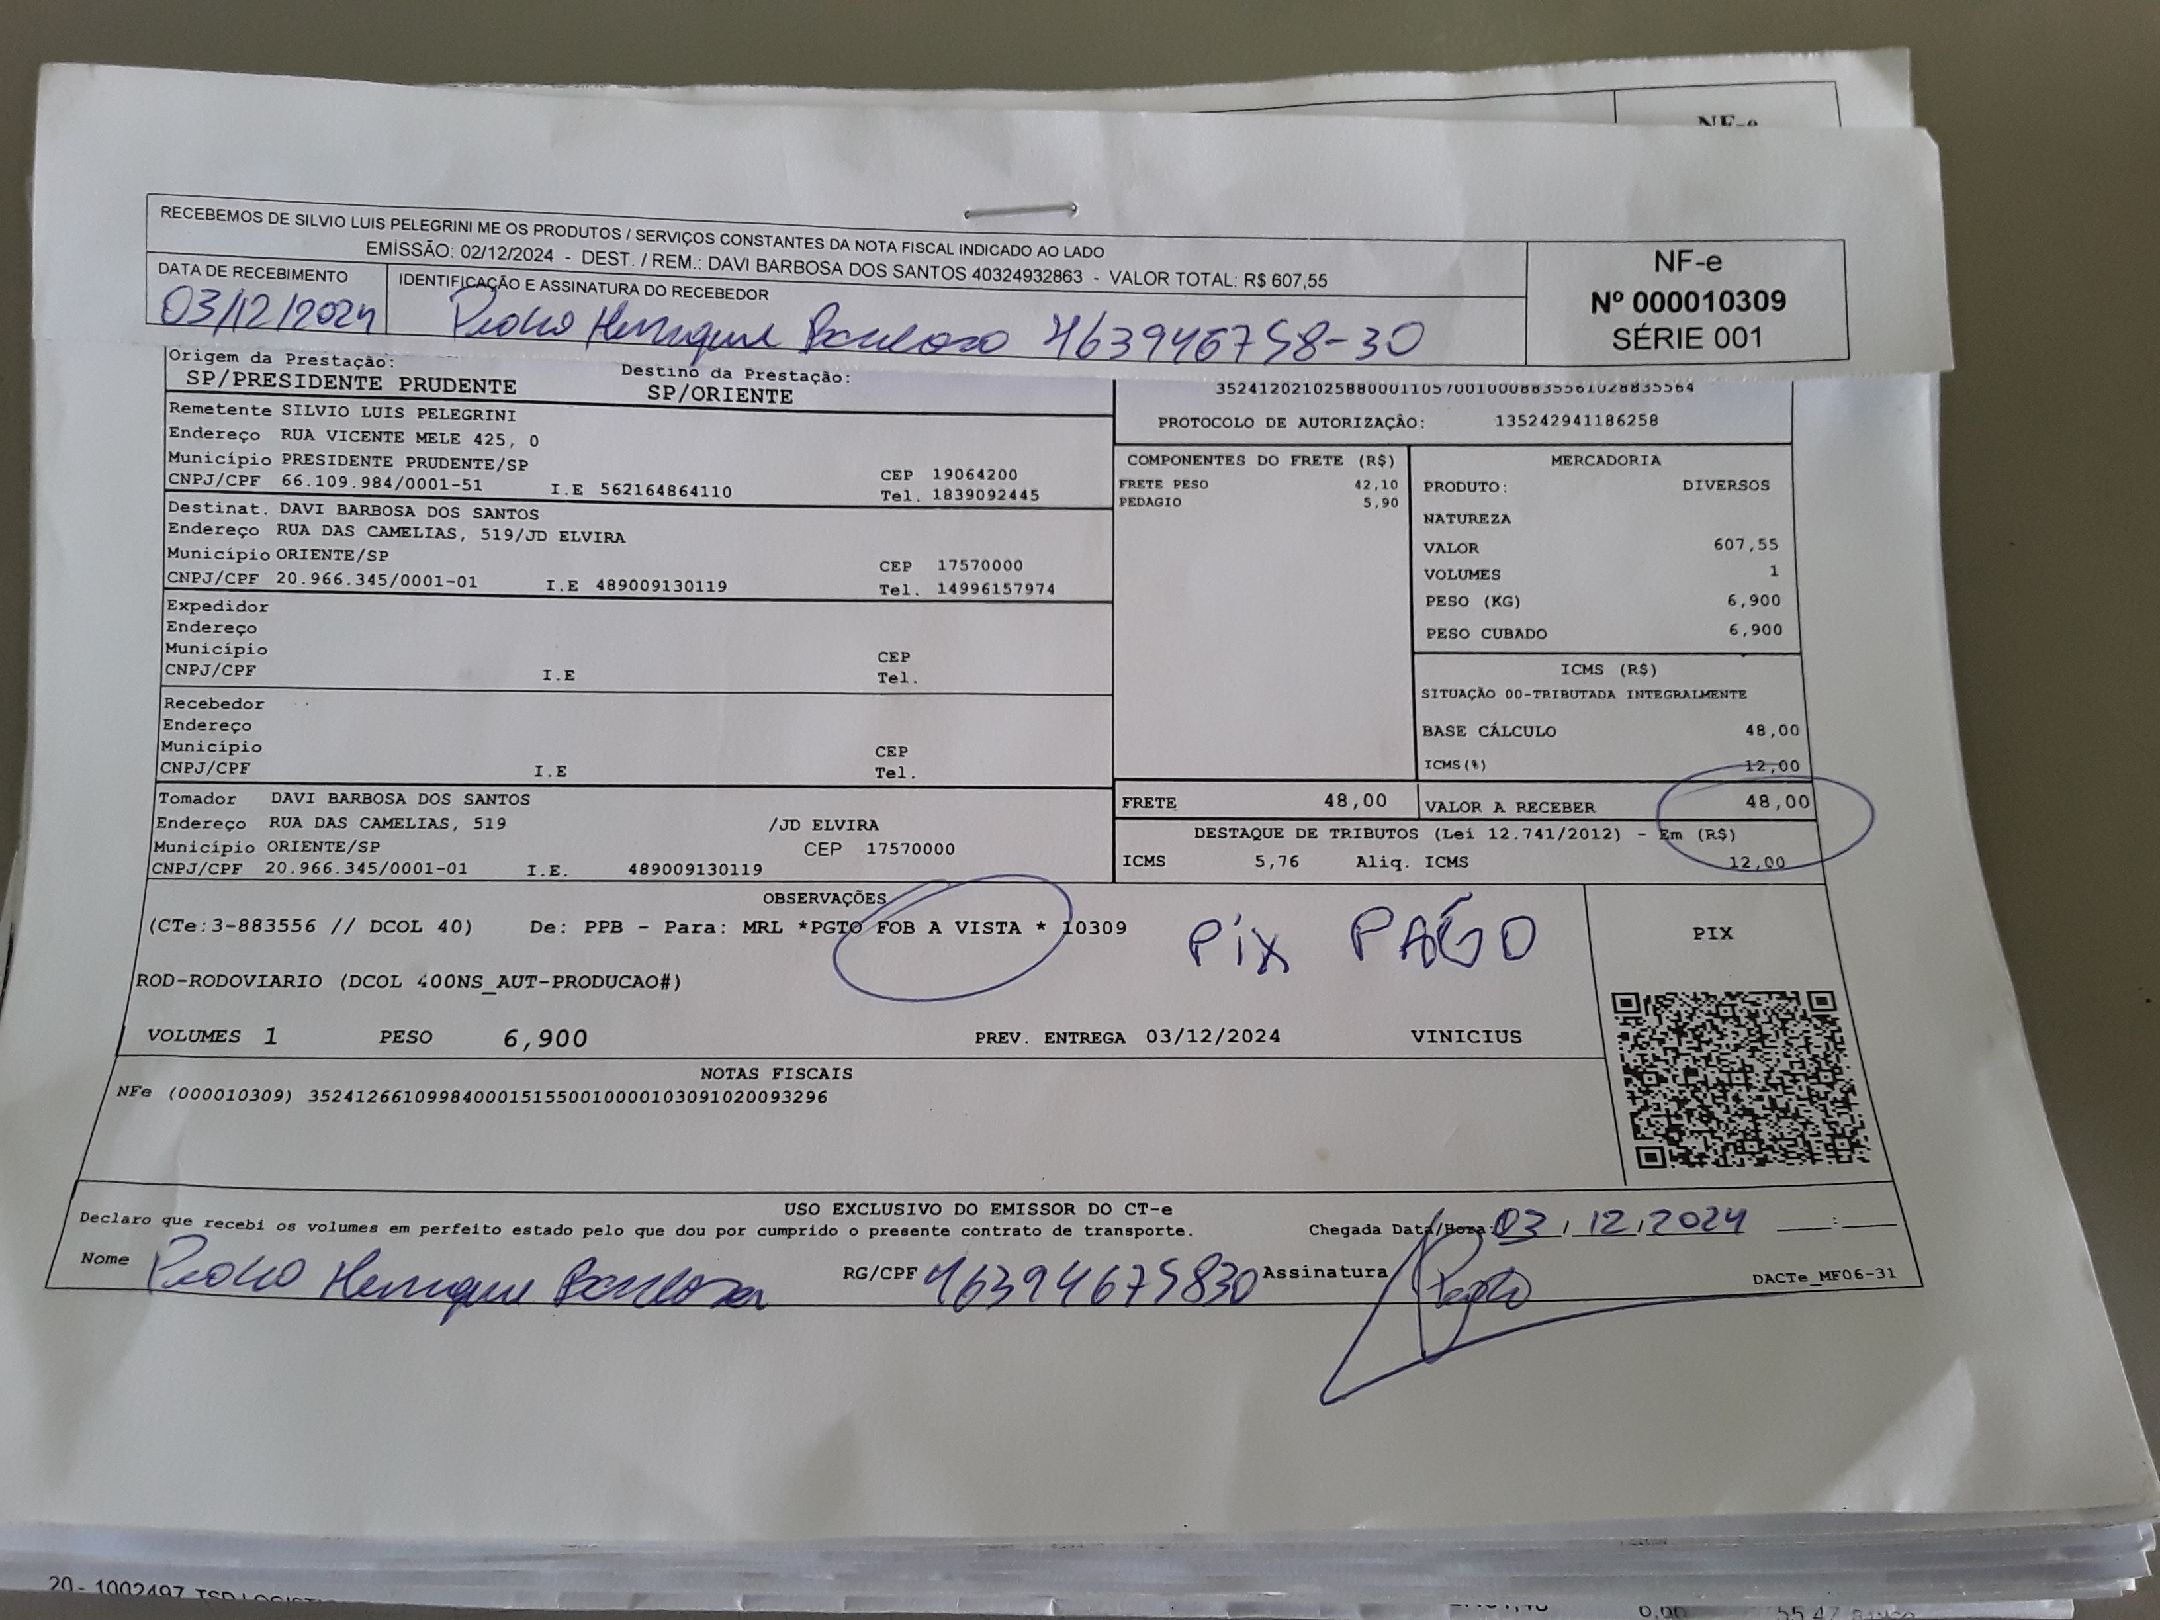 NF-e
RECEBEMOS DE SILVIO LUIS PELEGRINI ME OS PRODUTOS / SERVIÇOS CONSTANTES DA NOTA FISCAL INDICADO AO LADO
EMISSÃO: 02/12/2024 - DEST. / REM.: DAVI BARBOSA DOS SANTOS 40324932863 - VALOR TOTAL: R$ 607,55
DATA DE RECEBIMENTO
03/12/2024
IDENTIFICAÇÃO E ASSINATURA DO RECEBEDOR
Pedro Henrique Barbosa 463946758-30
NF-e
Nº 000010309
SÉRIE 001
Origem da Prestação:
SP/PRESIDENTE PRUDENTE
Destino da Prestação:
SP/ORIENTE
Remetente SILVIO LUIS PELEGRINI
Endereço RUA VICENTE MELE 425, 0
Município PRESIDENTE PRUDENTE/SP CEP 19064200
CNPJ/CPF 66.109.984/0001-51 I.E 562164864110 Tel. 1839092445
Destinat. DAVI BARBOSA DOS SANTOS
Endereço RUA DAS CAMELIAS, 519/JD ELVIRA
Município ORIENTE/SP CEP 17570000
CNPJ/CPF 20.966.345/0001-01 I.E 489009130119 Tel. 14996157974
Expedidor
Endereço
Município CEP
CNPJ/CPF I.E Tel.
Recebedor
Endereço
Município CEP
CNPJ/CPF I.E Tel.
Tomador DAVI BARBOSA DOS SANTOS
Endereço RUA DAS CAMELIAS, 519 /JD ELVIRA
Município ORIENTE/SP CEP 17570000
CNPJ/CPF 20.966.345/0001-01 I.E. 489009130119
35241202102588000110570010008835561028835564
PROTOCOLO DE AUTORIZAÇÃO: 135242941186258
COMPONENTES DO FRETE (R$)
FRETE PESO 42,10
PEDAGIO 5,90
MERCADORIA
PRODUTO: DIVERSOS
NATUREZA
VALOR 607,55
VOLUMES 1
PESO (KG) 6,900
PESO CUBADO 6,900
ICMS (R$)
SITUAÇÃO 00-TRIBUTADA INTEGRALMENTE
BASE CÁLCULO 48,00
ICMS(%) 12,00
FRETE 48,00
VALOR A RECEBER 48,00
DESTAQUE DE TRIBUTOS (Lei 12.741/2012) - Em (R$)
ICMS 5,76 Aliq. ICMS 12,00
OBSERVAÇÕES
(CTe:3-883556 // DCOL 40) De: PPB - Para: MRL *PGTO FOB A VISTA * 10309
PIX PAGO
ROD-RODOVIARIO (DCOL 400NS_AUT-PRODUCAO#)
VOLUMES 1 PESO 6,900 PREV. ENTREGA 03/12/2024 VINICIUS
PIX
NOTAS FISCAIS
NFe (000010309) 35241266109984000151550010000103091020093296
USO EXCLUSIVO DO EMISSOR DO CT-e
Declaro que recebi os volumes em perfeito estado pelo que dou por cumprido o presente contrato de transporte.
Chegada Data/Hora: 03/12/2024 ___:___
Nome Pedro Henrique Barbosa RG/CPF 46394675830 Assinatura Pedro
DACTe_MF06-31
20 - 1002497
0,00